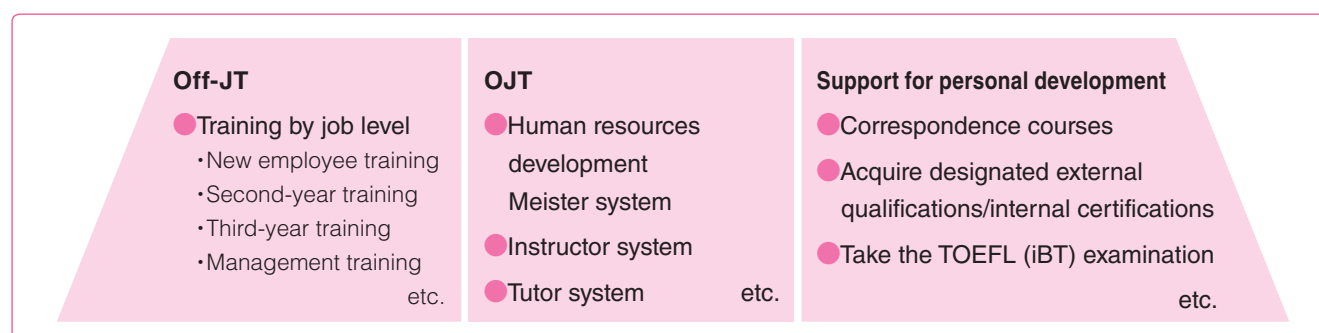 Off-JT
●Training by job level
・New employee training
・Second-year training
・Third-year training
・Management training
etc.
OJT
●Human resources
development
Meister system
●Instructor system
●Tutor system etc.
Support for personal development
●Correspondence courses
●Acquire designated external
qualifications/internal certifications
●Take the TOEFL (iBT) examination
etc.